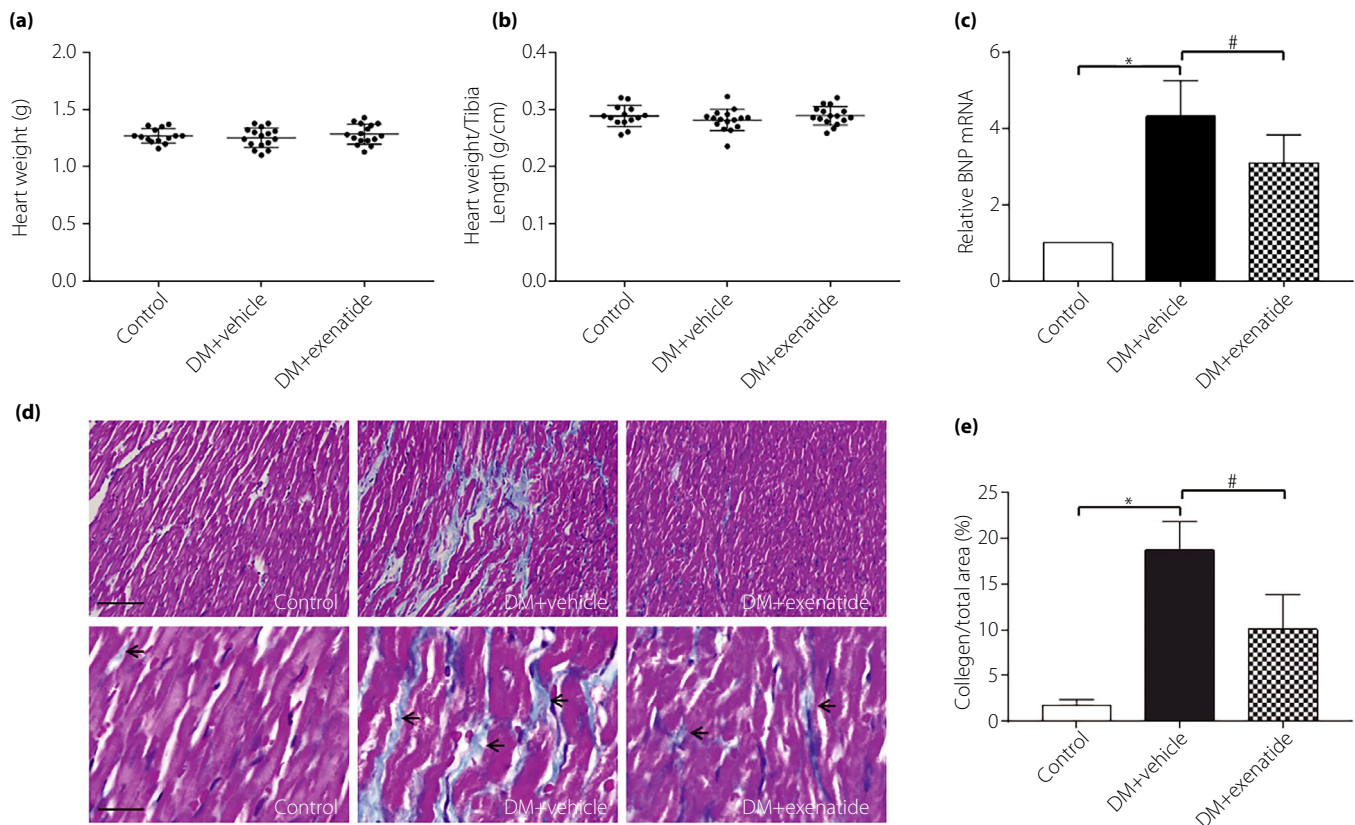 (a)
Heart weight (g)
2.0
1.5
1.0
0.5
0.0
Control
DM+vehicle
DM+exenatide
(b)
Heart weight/Tibia
Length (g/cm)
0.4
0.3
0.2
0.1
0.0
Control
DM+vehicle
DM+exenatide
(c)
Relative BNP mRNA
6
4
2
0
*
#
Control
DM+vehicle
DM+exenatide
(d)
Control
DM+vehicle
DM+exenatide
Control
DM+vehicle
DM+exenatide
(e)
Collegen/total area (%)
25
20
15
10
5
0
*
#
Control
DM+vehicle
DM+exenatide